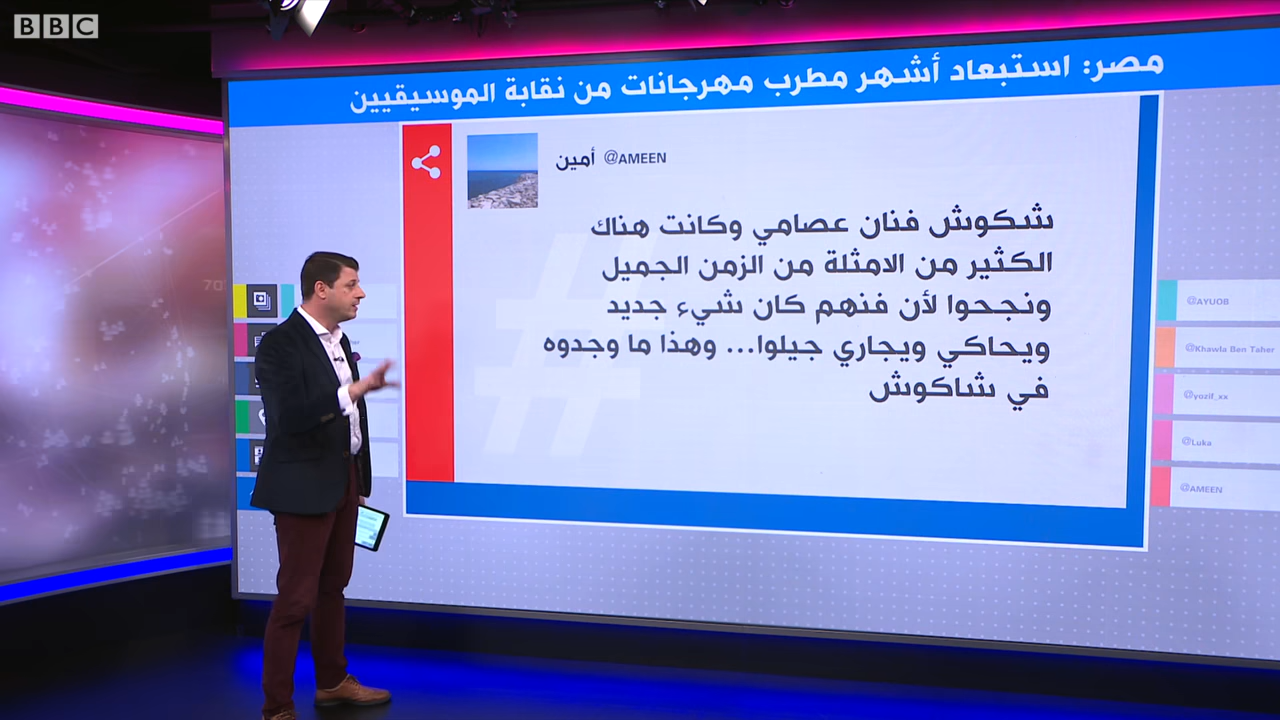 BBC
مصر: استبعاد أشهر مطرب مهرجانات من نقابة الموسيقيين
أمين @AMEEN
شكوش فنان عصامي وكانت هناك
الكثير من الامثلة من الزمن الجميل
ونجحوا لأن فنهم كان شيء جديد
ويحاكي ويجاري جيلوا... وهذا ما وجدوه
في شاكوش
@AYUOB
@Khawla Ben Taher
@yozif_xx
@Luka
@AMEEN